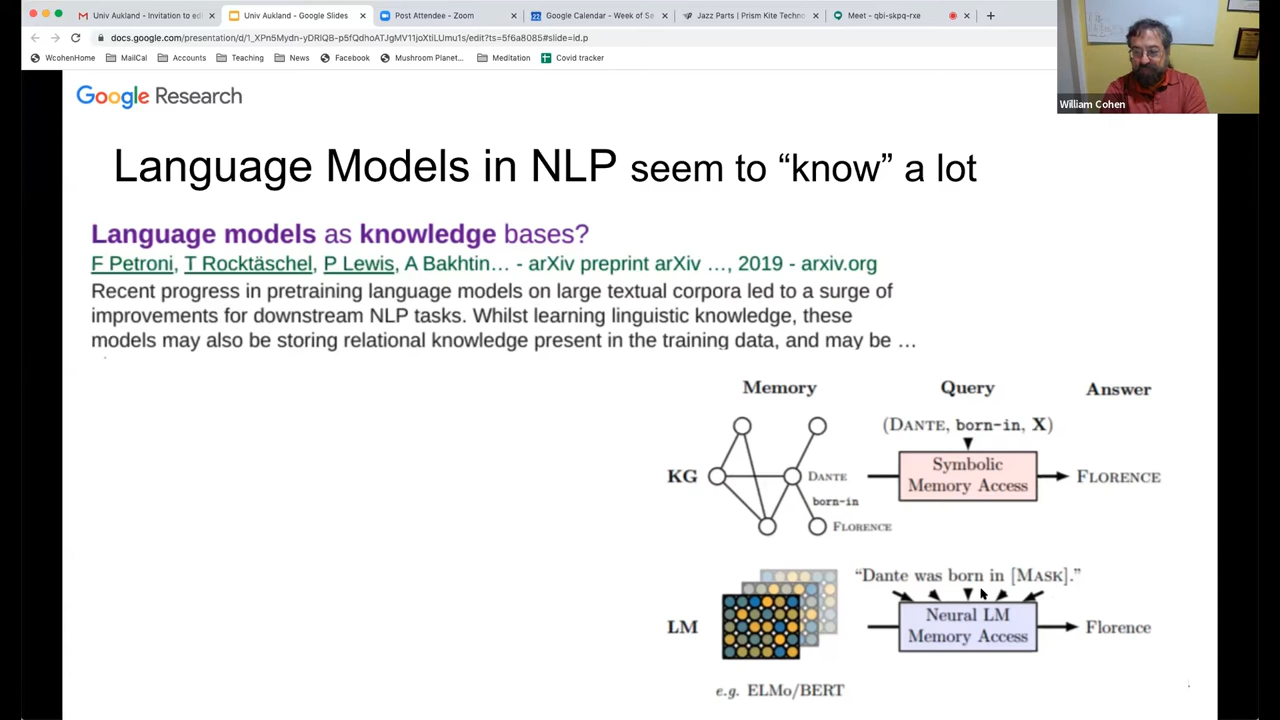 Univ Aukland - Invitation to edi
Univ Aukland - Google Slides
Post Attendee - Zoom
Google Calendar - Week of Se
Jazz Parts | Prism Kite Techno
Meet - qbi-skpq-rxe
docs.google.com/presentation/d/1_XPn5Mydn-yDRlQB-p5fQdhoATJgMV11joXtiLUmu1s/edit?ts=5f6a8085#slide=id.p
WcohenHome
MailCal
Accounts
Teaching
News
Facebook
Mushroom Planet...
Meditation
Covid tracker
William Cohen
Google Research
Language Models in NLP seem to “know” a lot
Language models as knowledge bases?
F Petroni, T Rocktäschel, P Lewis, A Bakhtin… - arXiv preprint arXiv …, 2019 - arxiv.org
Recent progress in pretraining language models on large textual corpora led to a surge of
improvements for downstream NLP tasks. Whilst learning linguistic knowledge, these
models may also be storing relational knowledge present in the training data, and may be …
Memory
Query
Answer
(DANTE, born-in, X)
KG
DANTE
born-in
FLORENCE
Symbolic
Memory Access
FLORENCE
“Dante was born in [MASK].”
LM
Neural LM
Memory Access
Florence
e.g. ELMo/BERT